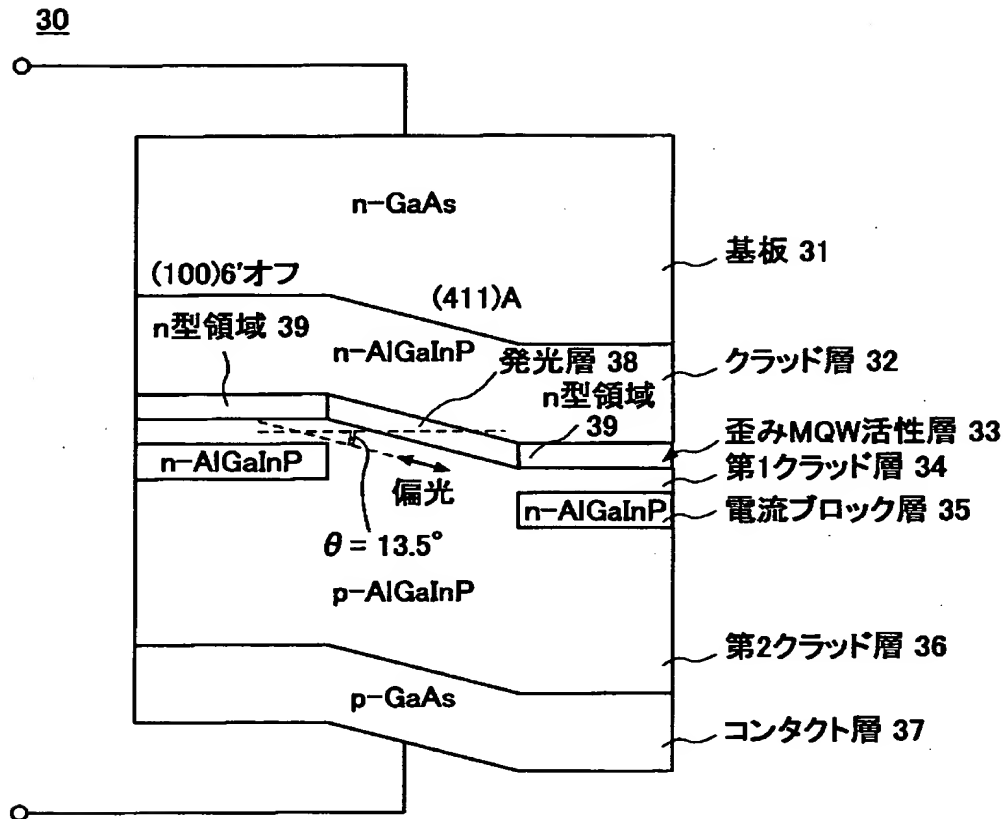 30
n-GaAs
基板 31
(100)6'オフ
(411)A
n型領域 39
n-AlGaInP
発光層 38
クラッド層 32
n型領域
39
歪みMQW活性層 33
第1クラッド層 34
n-AlGaInP
偏光
n-AlGaInP
電流ブロック層 35
θ = 13.5°
p-AlGaInP
第2クラッド層 36
p-GaAs
コンタクト層 37